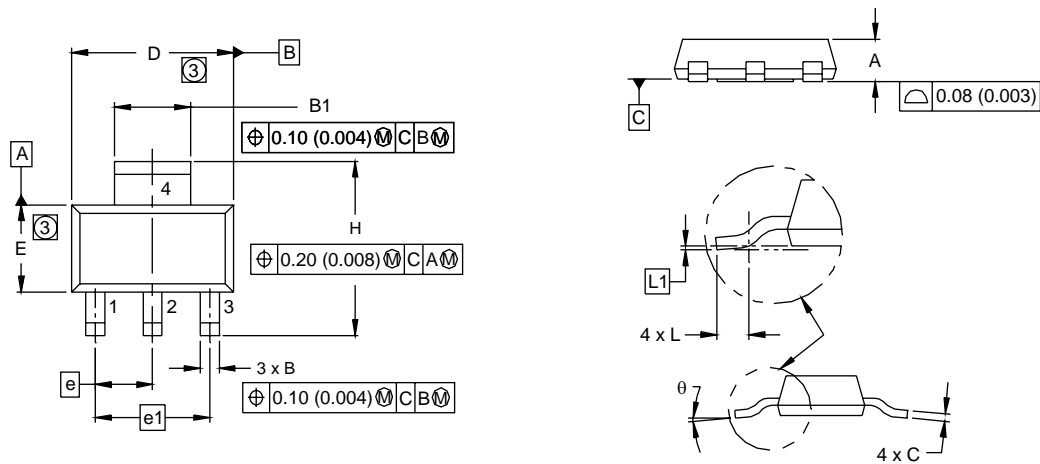 D
B
3
B1
⌖ 0.10 (0.004) Ⓜ C B Ⓜ
A
4
3
E
H
⌖ 0.20 (0.008) Ⓜ C A Ⓜ
1
2
3
3 x B
e
e1
⌖ 0.10 (0.004) Ⓜ C B Ⓜ
A
C
⌓ 0.08 (0.003)
L1
4 x L
θ
4 x C